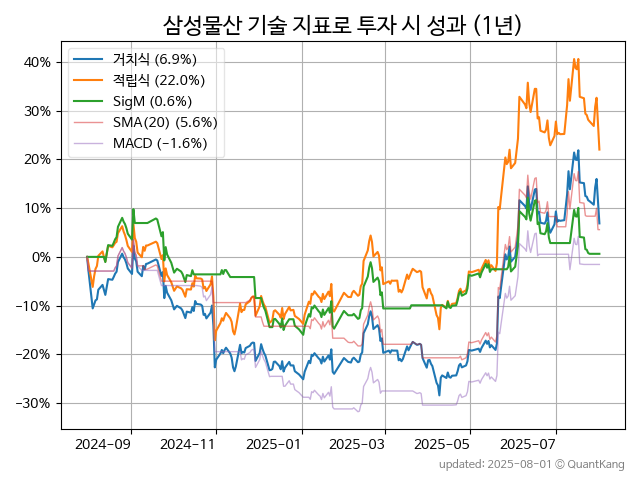 삼성물산 기술 지표로 투자 시 성과 (1년)
거치식 (6.9%)
적립식 (22.0%)
SigM (0.6%)
SMA(20) (5.6%)
MACD (−1.6%)
40%
30%
20%
10%
0%
−10%
−20%
−30%
2024−09
2024−11
2025−01
2025−03
2025−05
2025−07
updated: 2025-08-01 © QuantKang